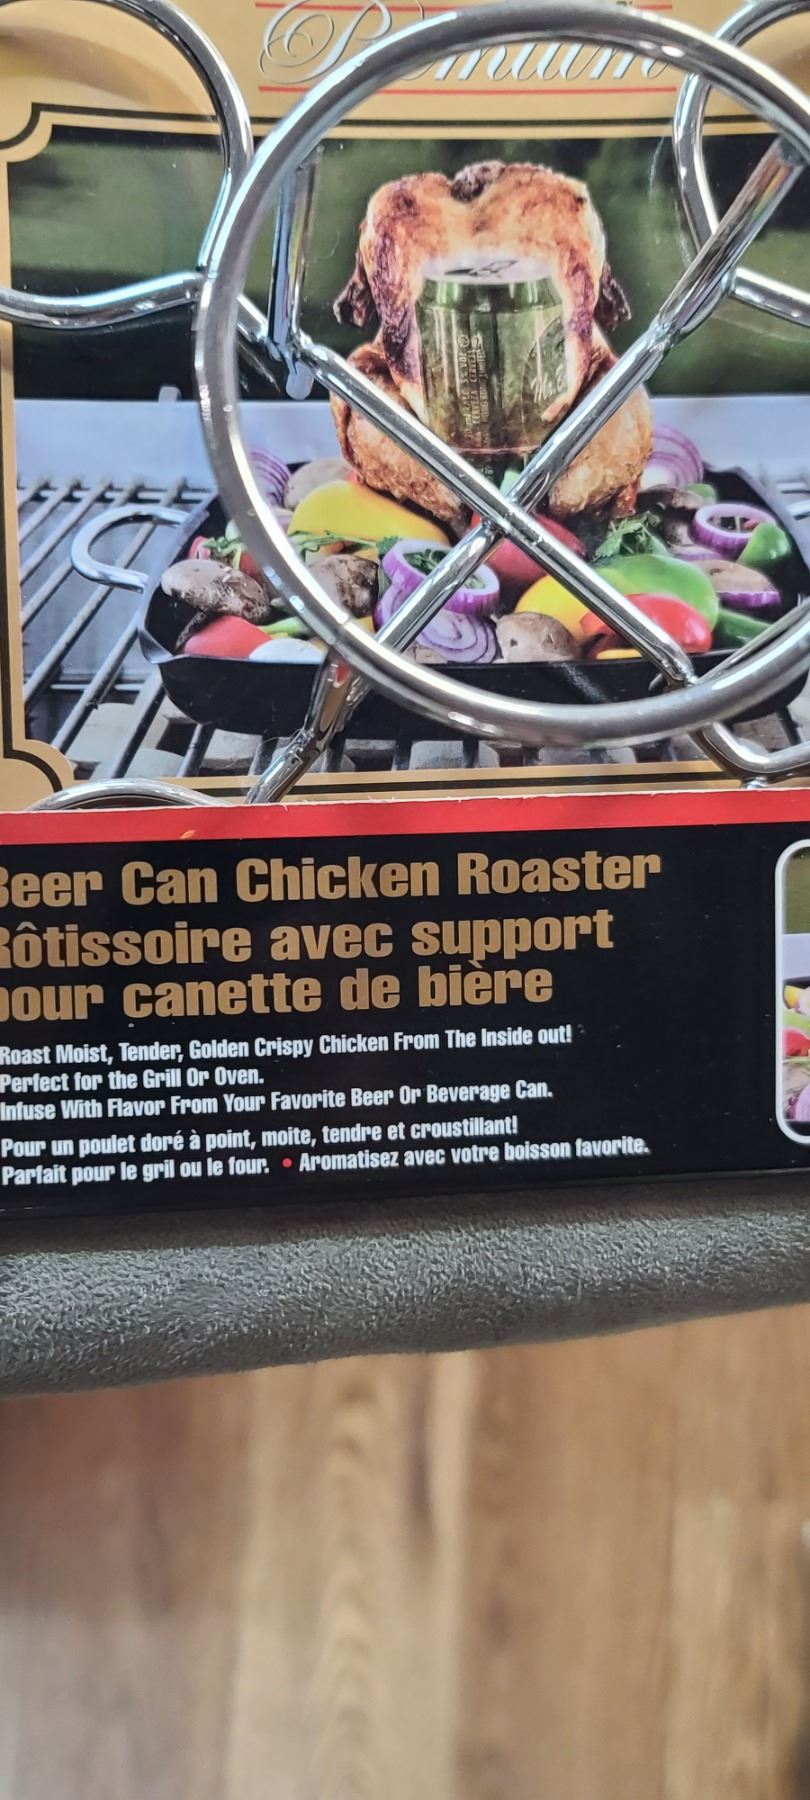 Premium
Beer Can Chicken Roaster
Rôtissoire avec support
pour canette de bière
Roast Moist, Tender, Golden Crispy Chicken From The Inside out!
Perfect for the Grill Or Oven.
Infuse With Flavor From Your Favorite Beer Or Beverage Can.
Pour un poulet doré à point, moite, tendre et croustillant!
Parfait pour le gril ou le four. • Aromatisez avec votre boisson favorite.